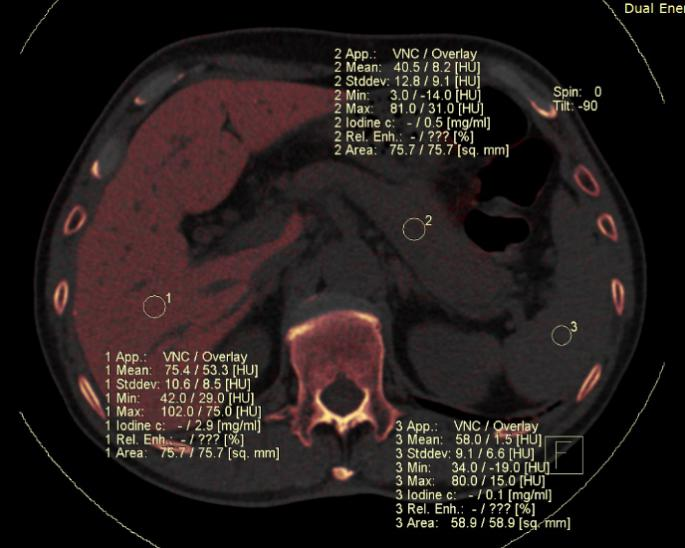 Dual Ener
2 App.: VNC / Overlay
2 Mean: 40.5 / 8.2 [HU]
2 Stddev: 12.8 / 9.1 [HU]
2 Min: 3.0 / -14.0 [HU]
2 Max: 81.0 / 31.0 [HU]
2 Iodine c: - / 0.5 [mg/ml]
2 Rel. Enh.: - / ??? [%]
2 Area: 75.7 / 75.7 [sq. mm]
Spin: 0
Tilt: -90
2
1
3
1 App.: VNC / Overlay
1 Mean: 75.4 / 53.3 [HU]
1 Stddev: 10.6 / 8.5 [HU]
1 Min: 42.0 / 29.0 [HU]
1 Max: 102.0 / 75.0 [HU]
1 Iodine c: - / 2.9 [mg/ml]
1 Rel. Enh.: - / ??? [%]
1 Area: 75.7 / 75.7 [sq. mm]
3 App.: VNC / Overlay
3 Mean: 58.0 / 1.5 [HU]
3 Stddev: 9.1 / 6.6 [HU]
3 Min: 34.0 / -19.0 [HU]
3 Max: 80.0 / 15.0 [HU]
3 Iodine c: - / 0.1 [mg/ml]
3 Rel. Enh.: - / ??? [%]
3 Area: 58.9 / 58.9 [sq. mm]
F